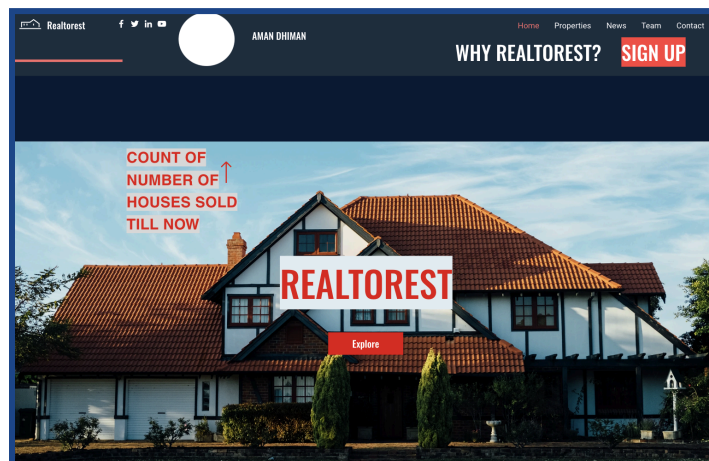 Realtorest
AMAN DHIMAN
Home Properties News Team Contact
WHY REALTOREST? SIGN UP
COUNT OF
NUMBER OF
HOUSES SOLD
TILL NOW
REALTOREST
Explore